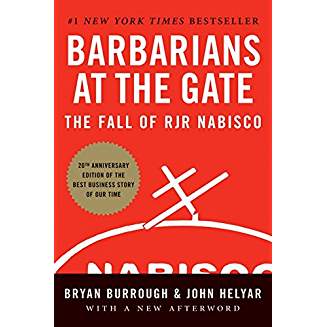 #1 NEW YORK TIMES BESTSELLER
BARBARIANS
AT THE GATE
THE FALL OF RJR NABISCO
20TH ANNIVERSARY
EDITION OF THE
BEST BUSINESS STORY
OF OUR TIME
NABISCO
BRYAN BURROUGH & JOHN HELYAR
WITH A NEW AFTERWORD